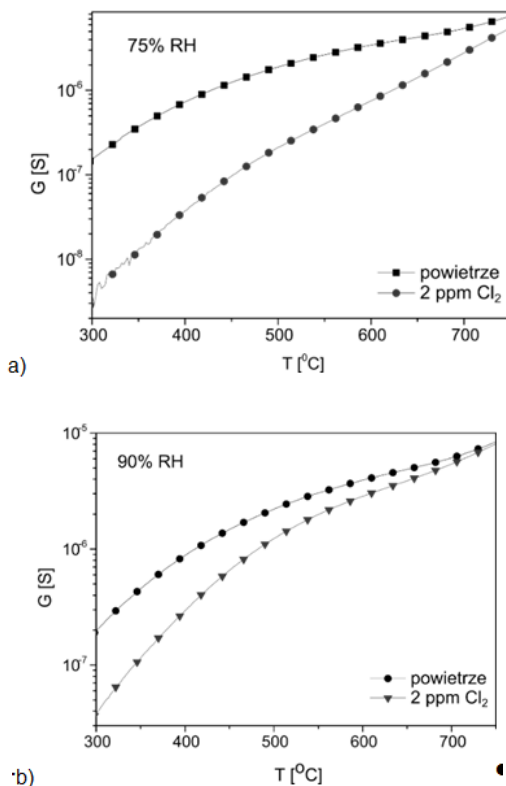 75% RH
10⁻⁶
10⁻⁷
10⁻⁸
G [S]
powietrze
2 ppm Cl₂
300 400 500 600 700
T [⁰C]
a)
10⁻⁵
90% RH
10⁻⁶
10⁻⁷
G [S]
powietrze
2 ppm Cl₂
300 400 500 600 700
T [⁰C]
b)